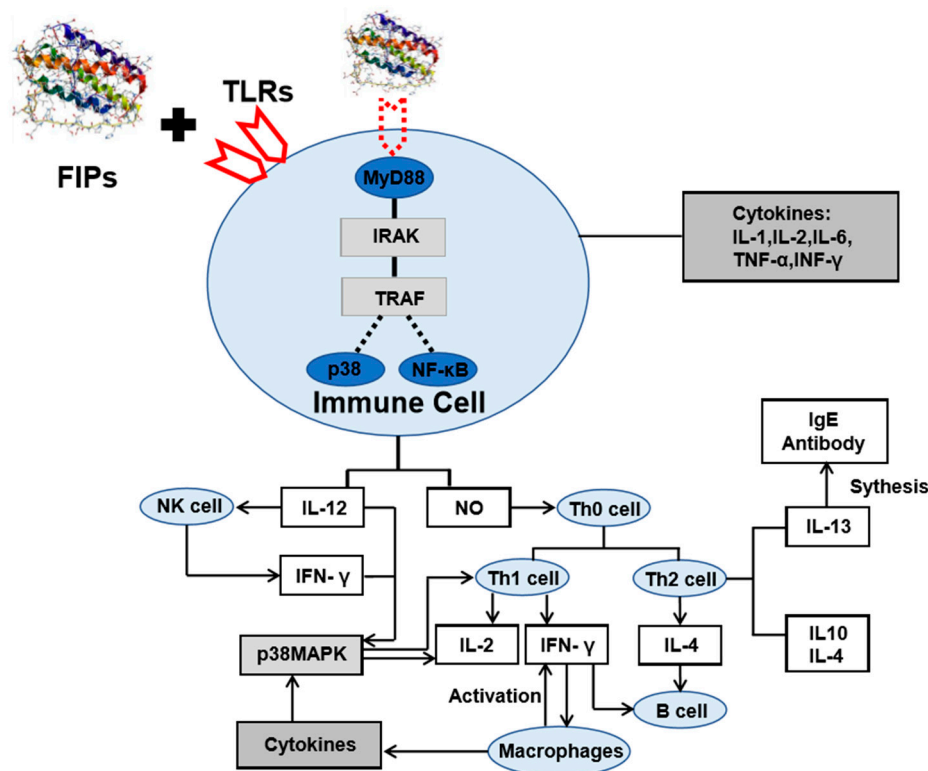 TLRs
FIPs
MyD88
IRAK
TRAF
p38
NF-κB
Immune Cell
Cytokines:
IL-1,IL-2,IL-6,
TNF-α,INF-γ
IgE
Antibody
Sythesis
NK cell
IL-12
NO
Th0 cell
IL-13
IFN- γ
Th1 cell
Th2 cell
p38MAPK
IL-2
IFN- γ
IL-4
IL10
IL-4
Activation
B cell
Cytokines
Macrophages